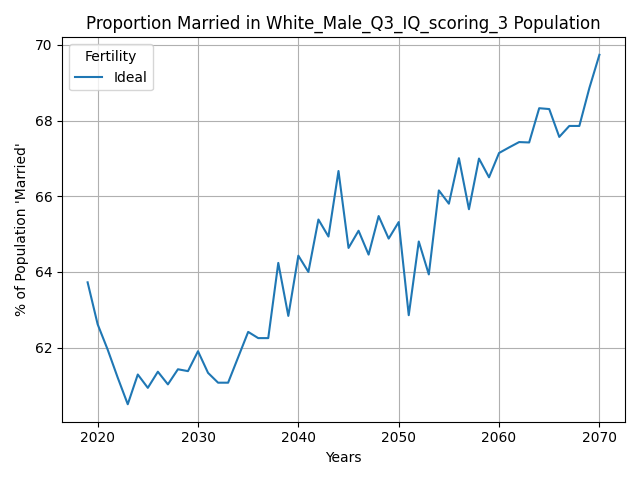 Proportion Married in White_Male_Q3_IQ_scoring_3 Population
Fertility
Ideal
% of Population 'Married'
70
68
66
64
62
2020 2030 2040 2050 2060 2070
Years